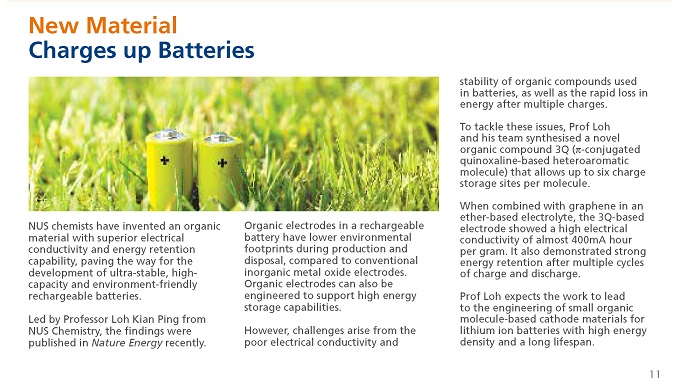 New Material
Charges up Batteries
+
+
NUS chemists have invented an organic
material with superior electrical
conductivity and energy retention
capability, paving the way for the
development of ultra-stable, high-
capacity and environment-friendly
rechargeable batteries.
Led by Professor Loh Kian Ping from
NUS Chemistry, the findings were
published in Nature Energy recently.
Organic electrodes in a rechargeable
battery have lower environmental
footprints during production and
disposal, compared to conventional
inorganic metal oxide electrodes.
Organic electrodes can also be
engineered to support high energy
storage capabilities.
However, challenges arise from the
poor electrical conductivity and
stability of organic compounds used
in batteries, as well as the rapid loss in
energy after multiple charges.
To tackle these issues, Prof Loh
and his team synthesised a novel
organic compound 3Q (π-conjugated
quinoxaline-based heteroaromatic
molecule) that allows up to six charge
storage sites per molecule.
When combined with graphene in an
ether-based electrolyte, the 3Q-based
electrode showed a high electrical
conductivity of almost 400mA hour
per gram. It also demonstrated strong
energy retention after multiple cycles
of charge and discharge.
Prof Loh expects the work to lead
to the engineering of small organic
molecule-based cathode materials for
lithium ion batteries with high energy
density and a long lifespan.
11